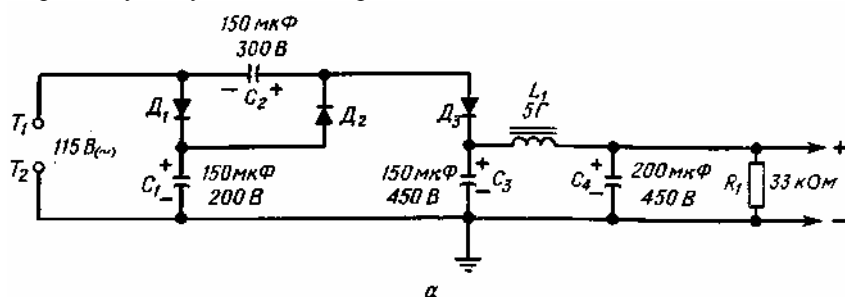 150 мкФ
300 В
− C₂ +
Д₁
Д₂
Д₃
L₁
5Г
T₁
T₂
115 В(~)
+
C₁
−
150 мкФ
200 В
150 мкФ
450 В
+
−
C₃
+
C₄
−
200 мкФ
450 В
R₁
33 кОм
+
−
а